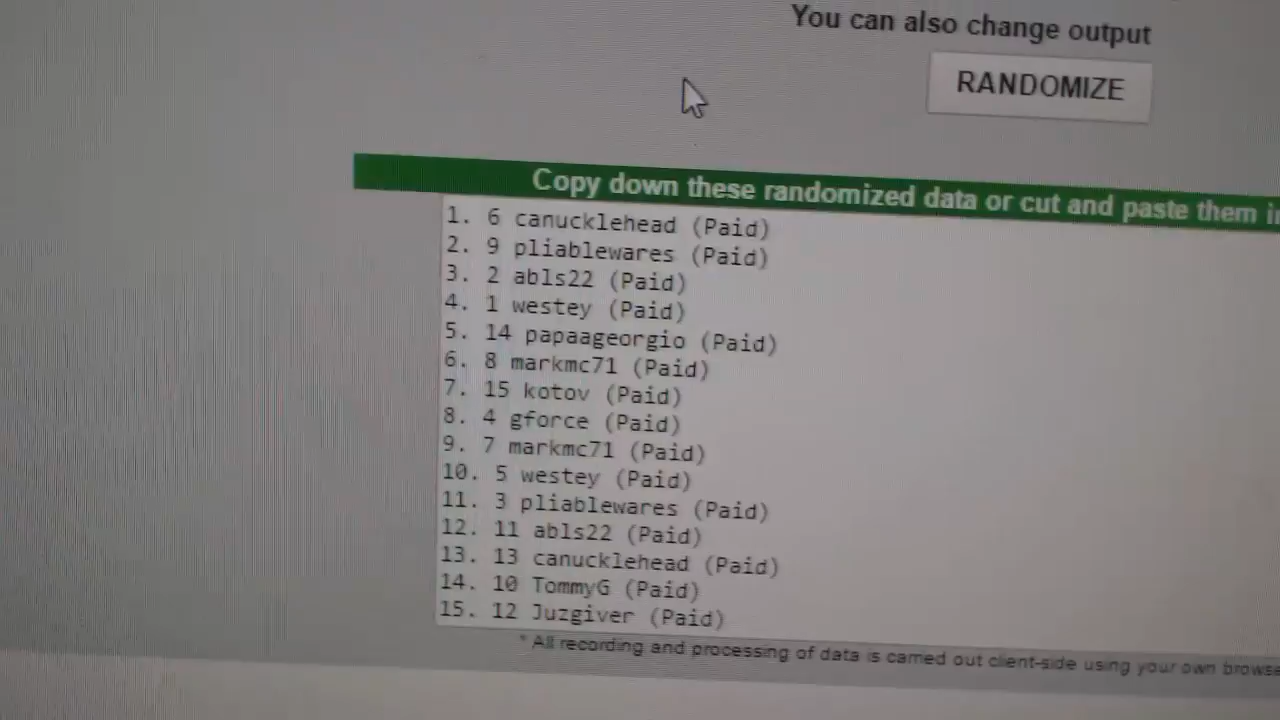 You can also change output
RANDOMIZE
Copy down these randomized data or cut and paste them in
1. 6 canucklehead (Paid)
2. 9 pliablewares (Paid)
3. 2 abls22 (Paid)
4. 1 westey (Paid)
5. 14 papaageorgio (Paid)
6. 8 markmc71 (Paid)
7. 15 kotov (Paid)
8. 4 gforce (Paid)
9. 7 markmc71 (Paid)
10. 5 westey (Paid)
11. 3 pliablewares (Paid)
12. 11 abls22 (Paid)
13. 13 canucklehead (Paid)
14. 10 TommyG (Paid)
15. 12 Juzgiver (Paid)
* All recording and processing of data is carried out client-side using your own browse